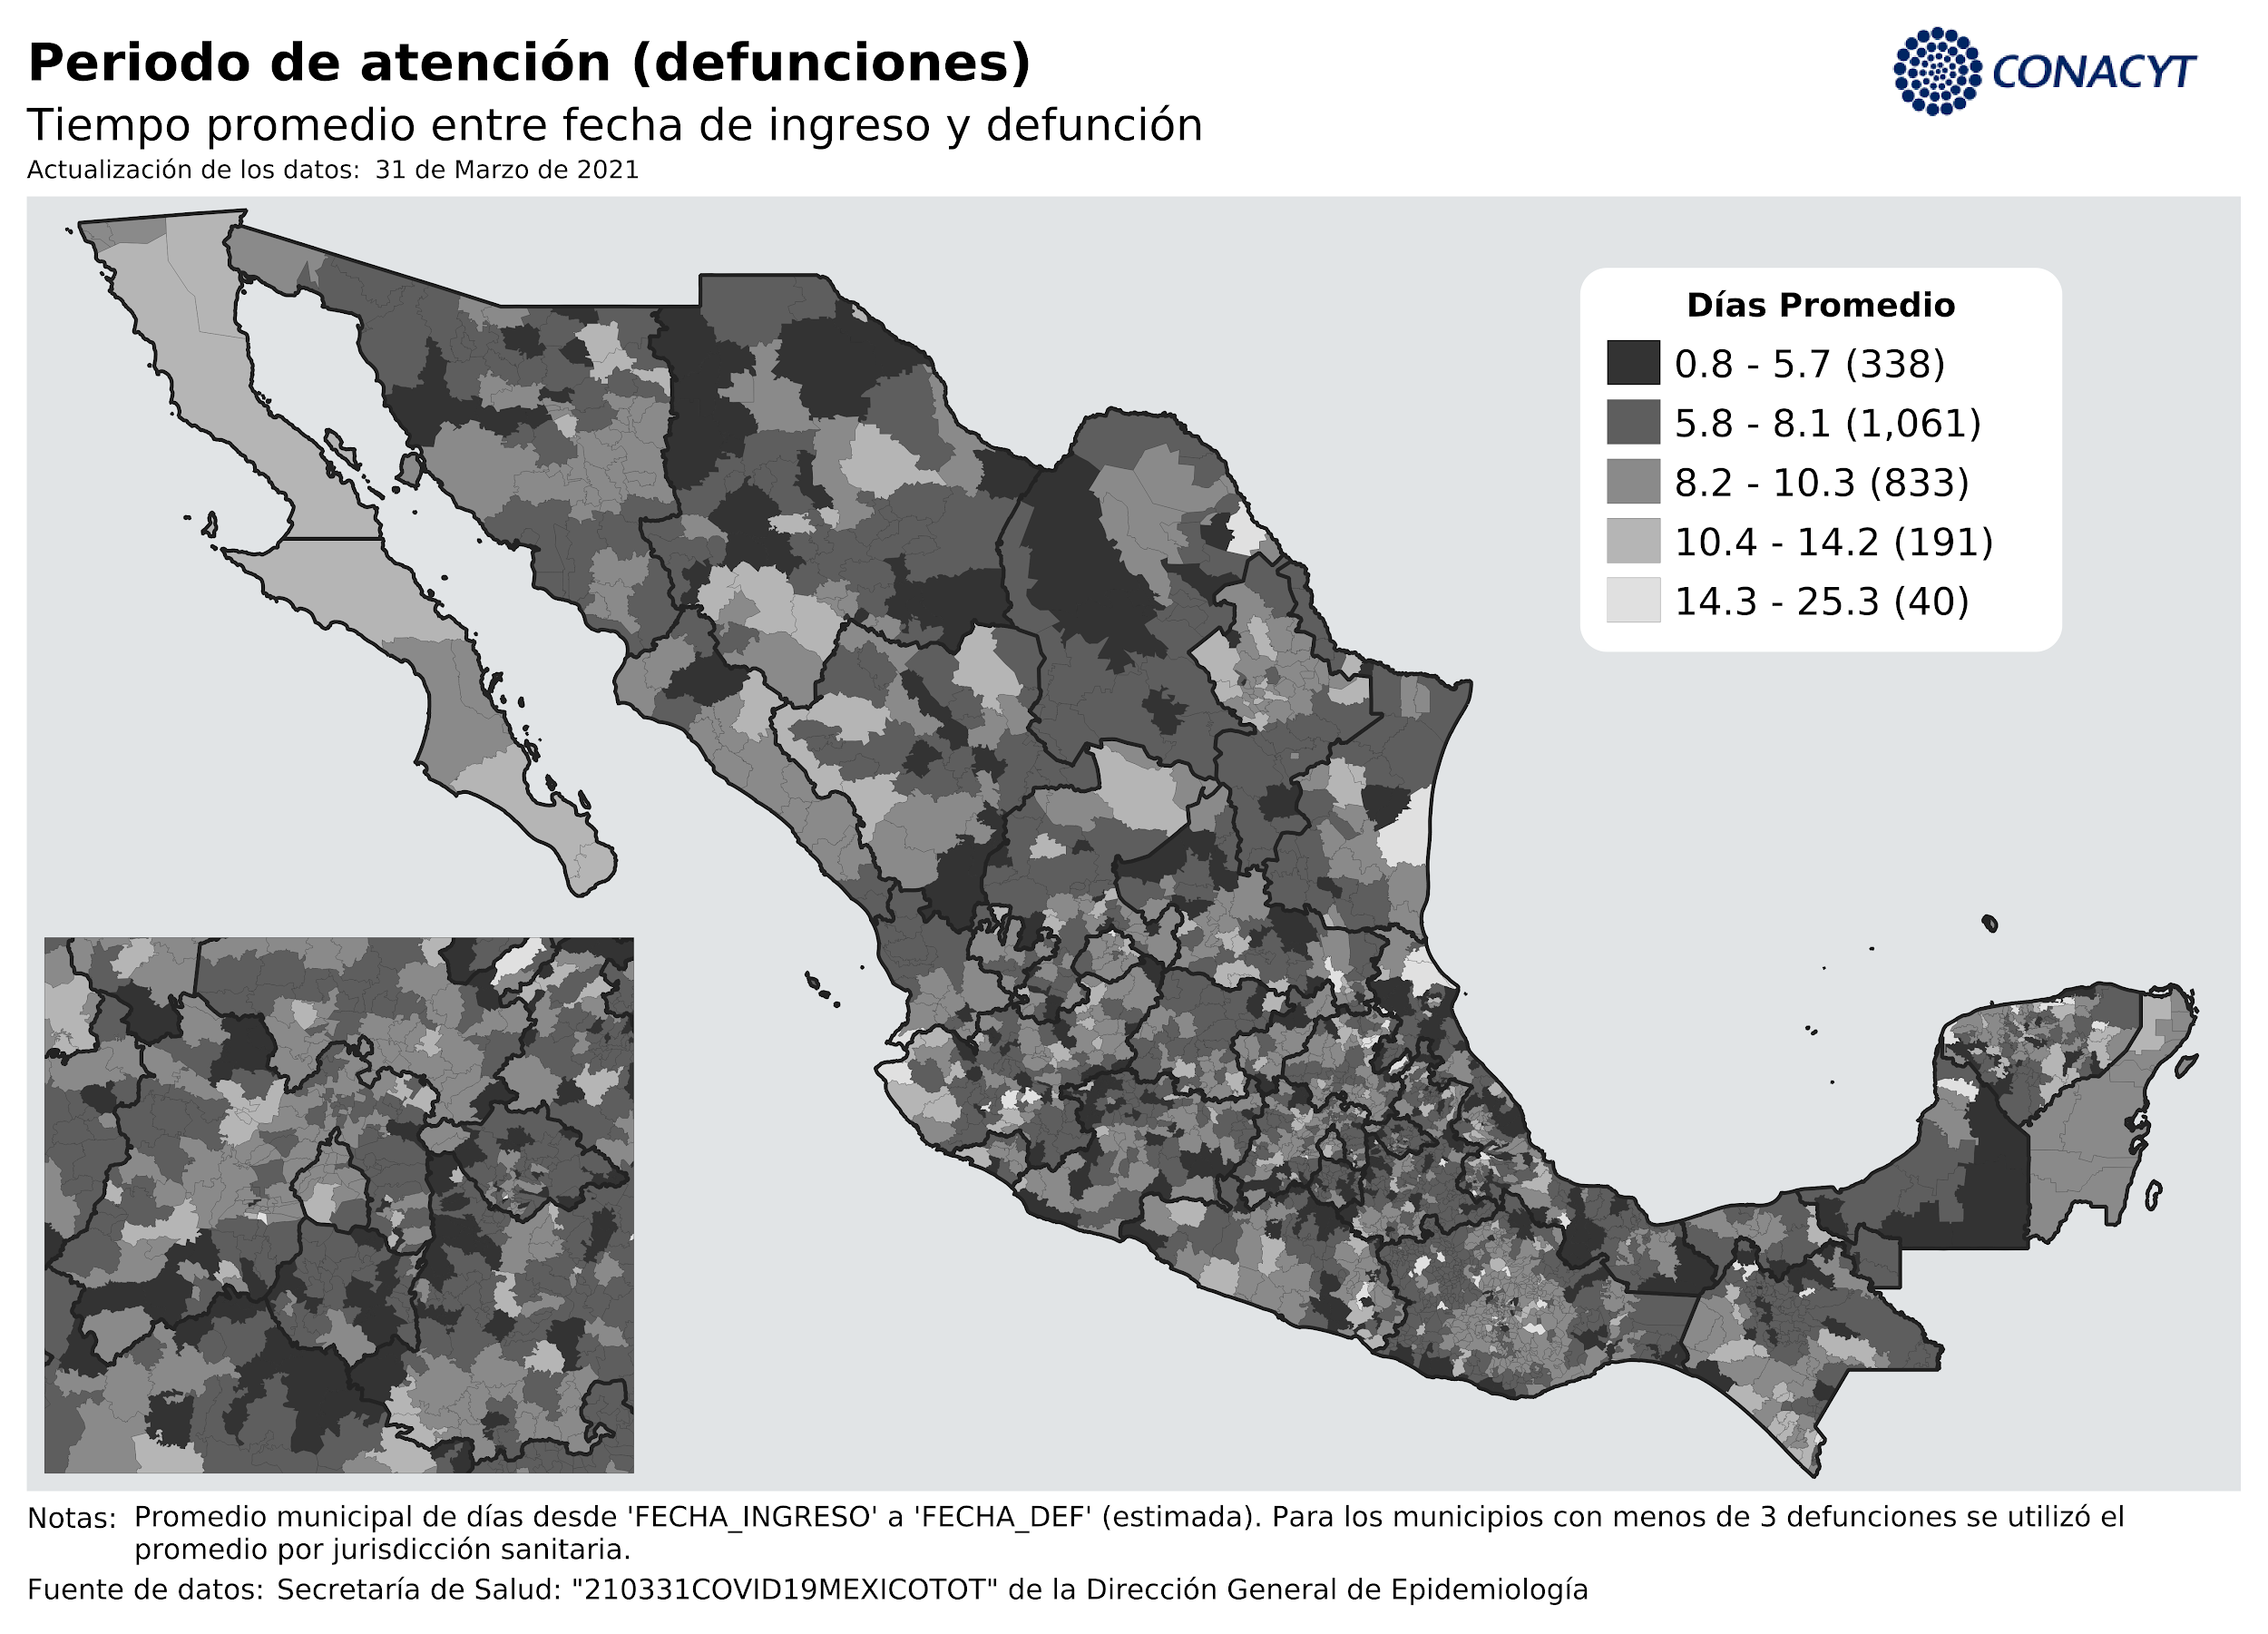 Periodo de atención (defunciones)
CONACYT
Tiempo promedio entre fecha de ingreso y defunción
Actualización de los datos: 31 de Marzo de 2021
Días Promedio
0.8 - 5.7 (338)
5.8 - 8.1 (1,061)
8.2 - 10.3 (833)
10.4 - 14.2 (191)
14.3 - 25.3 (40)
Notas: Promedio municipal de días desde 'FECHA_INGRESO' a 'FECHA_DEF' (estimada). Para los municipios con menos de 3 defunciones se utilizó el
promedio por jurisdicción sanitaria.
Fuente de datos: Secretaría de Salud: "210331COVID19MEXICOTOT" de la Dirección General de Epidemiología